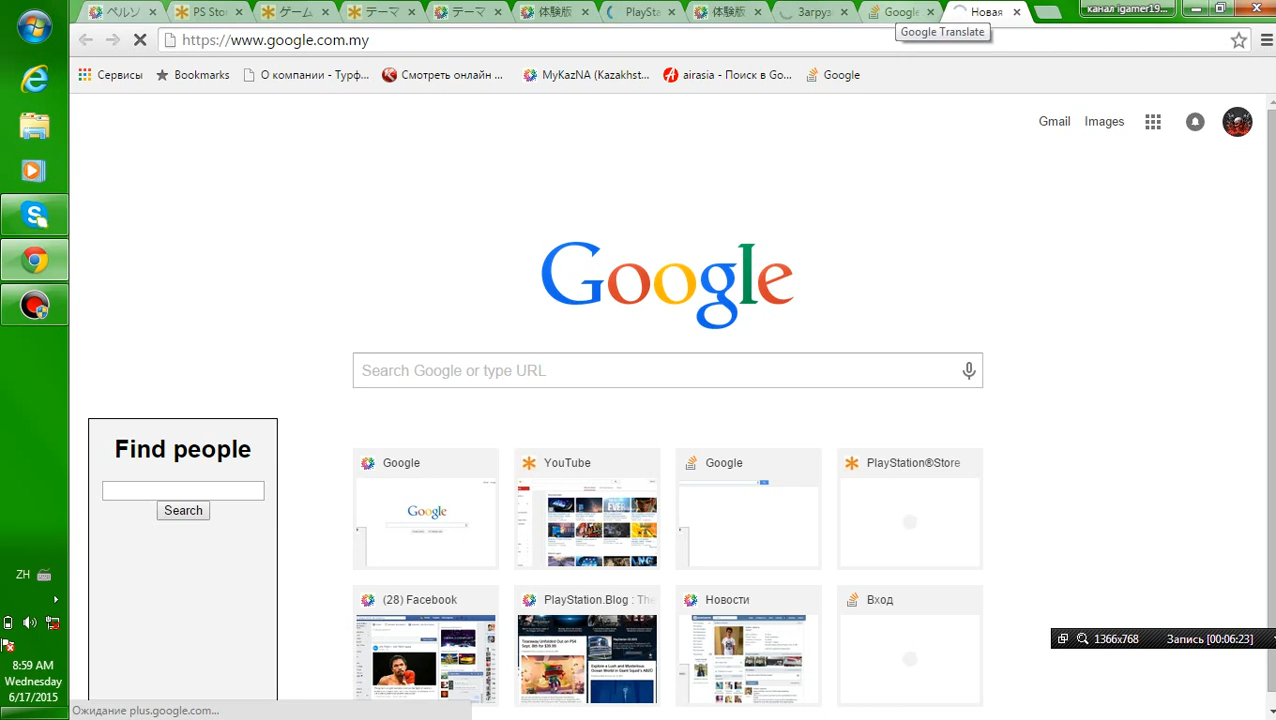 ペルソ
PS Sto
ゲーム
テーマ
テーマ
体験版
PlaySta
体験版
Загруз
Google
Новая
канал igamer19...
https://www.google.com.my
Google Translate
Сервисы
Bookmarks
О компании - Турф...
Смотреть онлайн ...
MyKazNA (Kazakhst...
airasia - Поиск в Go...
Google
Gmail
Images
Google
Search Google or type URL
Find people
Search
Google
YouTube
Google
PlayStation®Store
Google
(28) Facebook
PlayStation.Blog : The
Новости
Вход
ZH
1366x768
Запись [00:06:23]
8:59 AM
Wednesday
6/17/2015
Ожидание plus.google.com...